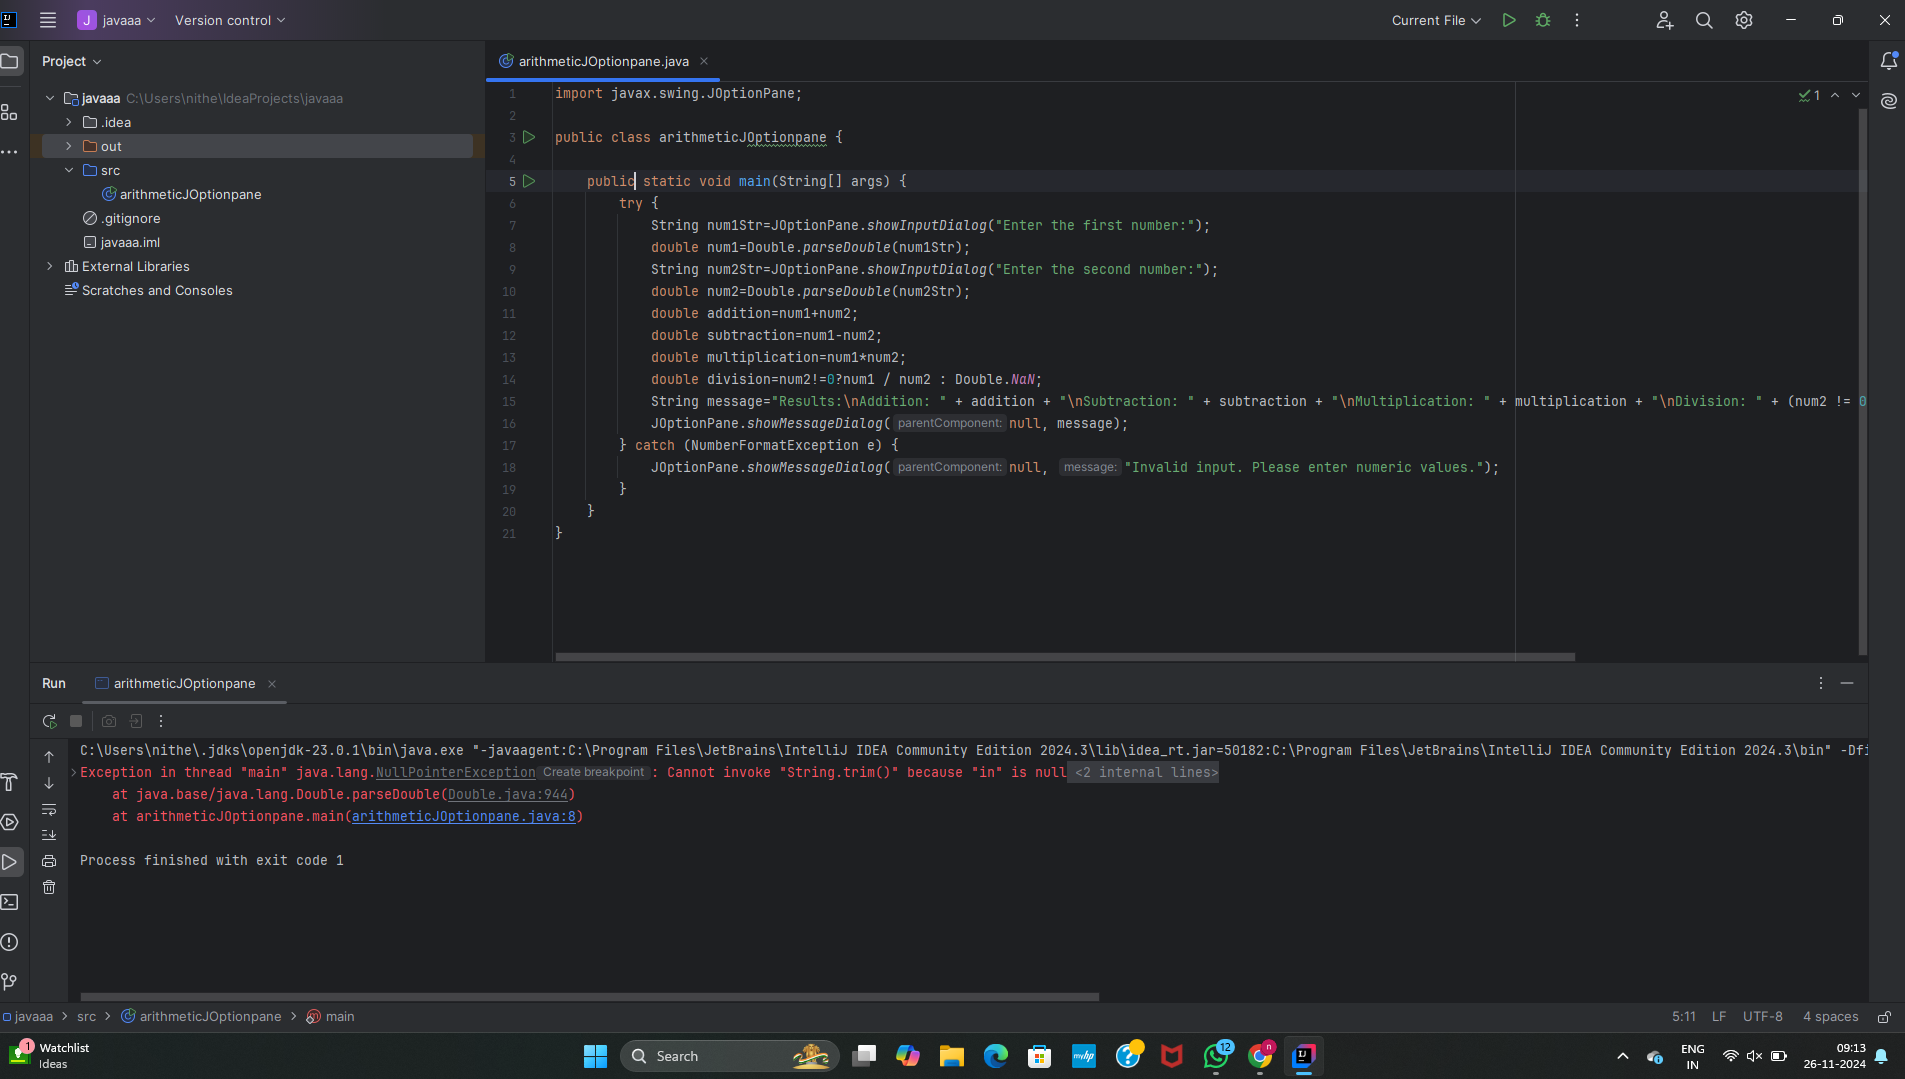 J javaaa Version control Current File
Project
arithmeticJOptionpane.java
javaaa C:\Users\nithe\IdeaProjects\javaaa
.idea
out
src
arithmeticJOptionpane
.gitignore
javaaa.iml
External Libraries
Scratches and Consoles
1 import javax.swing.JOptionPane; 1
2
3 public class arithmeticJOptionpane {
4
5 public static void main(String[] args) {
6 try {
7 String num1Str=JOptionPane.showInputDialog("Enter the first number:");
8 double num1=Double.parseDouble(num1Str);
9 String num2Str=JOptionPane.showInputDialog("Enter the second number:");
10 double num2=Double.parseDouble(num2Str);
11 double addition=num1+num2;
12 double subtraction=num1-num2;
13 double multiplication=num1*num2;
14 double division=num2!=0?num1 / num2 : Double.NaN;
15 String message="Results:\nAddition: " + addition + "\nSubtraction: " + subtraction + "\nMultiplication: " + multiplication + "\nDivision: " + (num2 != 0
16 JOptionPane.showMessageDialog( parentComponent: null, message);
17 } catch (NumberFormatException e) {
18 JOptionPane.showMessageDialog( parentComponent: null, message: "Invalid input. Please enter numeric values.");
19 }
20 }
21 }
Run arithmeticJOptionpane
C:\Users\nithe\.jdks\openjdk-23.0.1\bin\java.exe "-javaagent:C:\Program Files\JetBrains\IntelliJ IDEA Community Edition 2024.3\lib\idea_rt.jar=50182:C:\Program Files\JetBrains\IntelliJ IDEA Community Edition 2024.3\bin" -Dfi
Exception in thread "main" java.lang.NullPointerException Create breakpoint : Cannot invoke "String.trim()" because "in" is null <2 internal lines>
at java.base/java.lang.Double.parseDouble(Double.java:944)
at arithmeticJOptionpane.main(arithmeticJOptionpane.java:8)
Process finished with exit code 1
javaaa > src > arithmeticJOptionpane > main 5:11 LF UTF-8 4 spaces
1 Watchlist
Ideas
Search
myhp
12
n
ENG
IN
09:13
26-11-2024